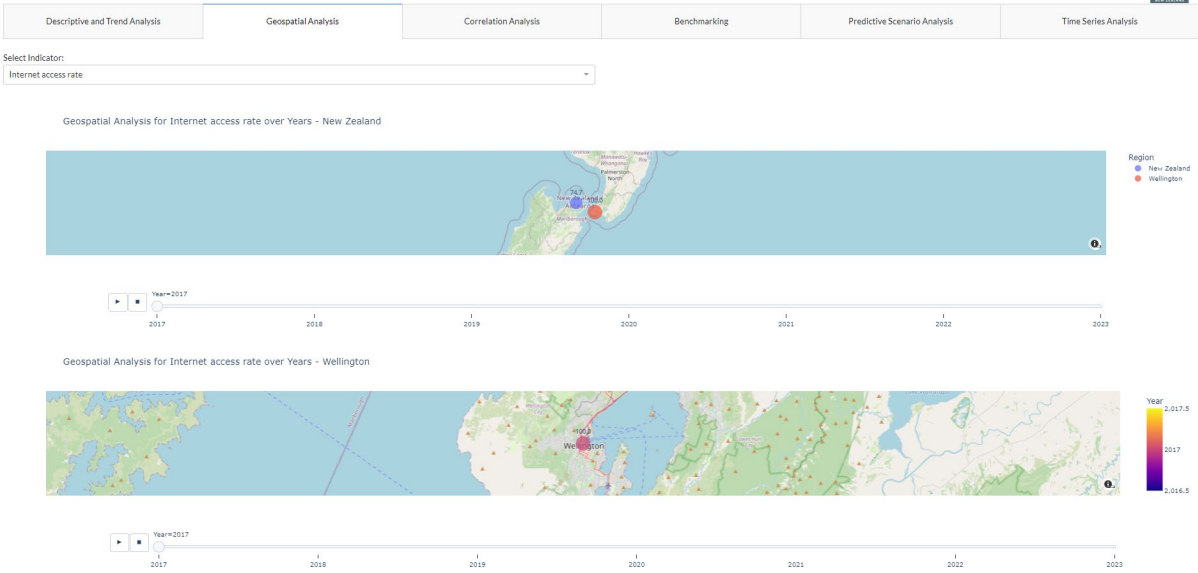 Descriptive and Trend Analysis
Geospatial Analysis
Correlation Analysis
Benchmarking
Predictive Scenario Analysis
Time Series Analysis
Select Indicator:
Internet access rate
Geospatial Analysis for Internet access rate over Years - New Zealand
Region
New Zealand
Wellington
Palmerston
North
74.7
Year=2017
2017 2018 2019 2020 2021 2022 2023
Geospatial Analysis for Internet access rate over Years - Wellington
Year
2,017.5
2017
2,016.5
100.0
Wellington
Year=2017
2017 2018 2019 2020 2021 2022 2023